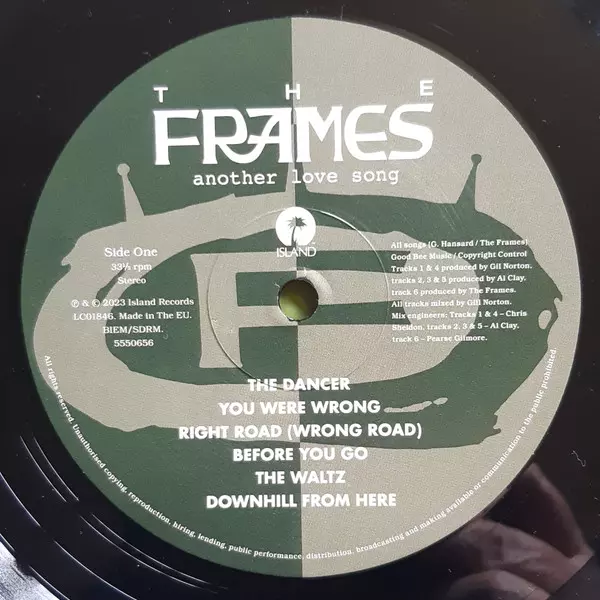 THE
FRAMES
another love song
Side One
33⅓ rpm
Stereo
℗ & © 2023 Island Records
LC01846. Made in The EU.
BIEM/SDRM.
5550656
ISLAND™
All songs (G. Hansard / The Frames)
Good Bee Music / Copyright Control
Tracks 1 & 4 produced by Gil Norton.
tracks 2, 3 & 5 produced by Al Clay.
track 6 produced by The Frames.
All tracks mixed by Gil Norton.
Mix engineers: Tracks 1 & 4 – Chris
Sheldon. tracks 2, 3 & 5 – Al Clay.
track 6 – Pearse Gilmore.
THE DANCER
YOU WERE WRONG
RIGHT ROAD (WRONG ROAD)
BEFORE YOU GO
THE WALTZ
DOWNHILL FROM HERE
All rights reserved. Unauthorised copying, reproduction, hiring, lending, public performance, distribution, broadcasting and making available or communication to the public prohibited.